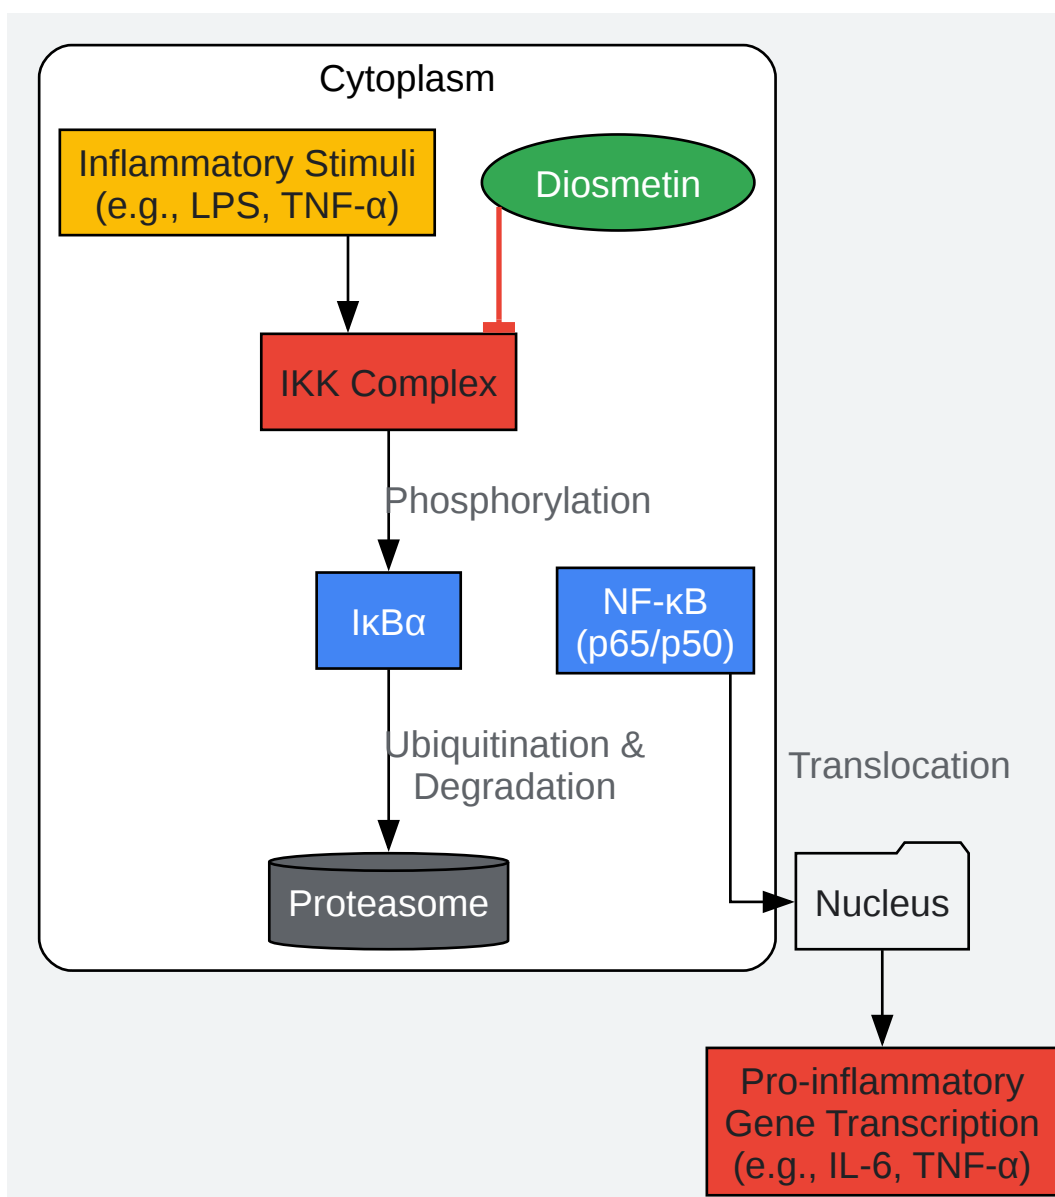 Cytoplasm
Inflammatory Stimuli
(e.g., LPS, TNF-α)
Diosmetin
IKK Complex
Phosphorylation
IκBα
NF-κB
(p65/p50)
Ubiquitination &
Degradation
Translocation
Proteasome
Nucleus
Pro-inflammatory
Gene Transcription
(e.g., IL-6, TNF-α)